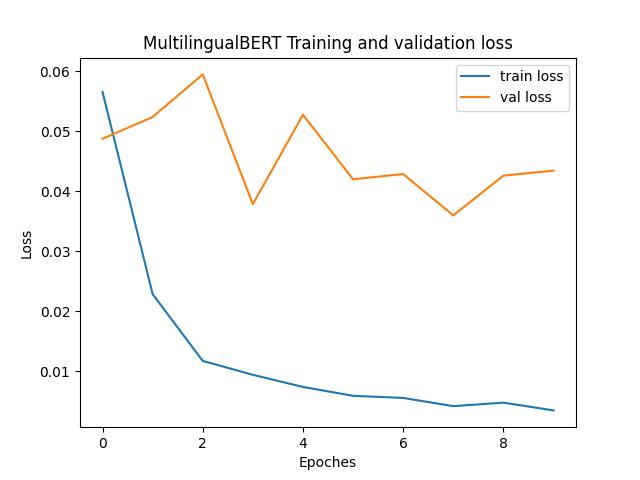 MultilingualBERT Training and validation loss
train loss
val loss
0.06
0.05
0.04
0.03
0.02
0.01
Loss
0 2 4 6 8
Epoches